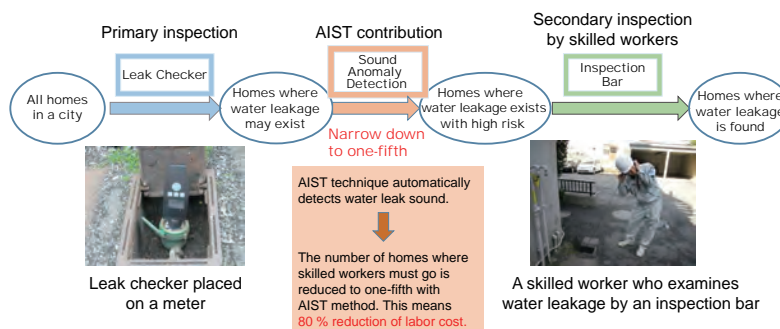 Primary inspection
AIST contribution
Secondary inspection
by skilled workers
Leak Checker
Sound
Anomaly
Detection
Inspection
Bar
All homes
in a city
Homes where
water leakage
may exist
Homes where
water leakage exists
with high risk
Homes where
water leakage
is found
Narrow down
to one-fifth
AIST technique automatically
detects water leak sound.
The number of homes where
skilled workers must go is
reduced to one-fifth with
AIST method. This means
80 % reduction of labor cost.
Leak checker placed
on a meter
A skilled worker who examines
water leakage by an inspection bar